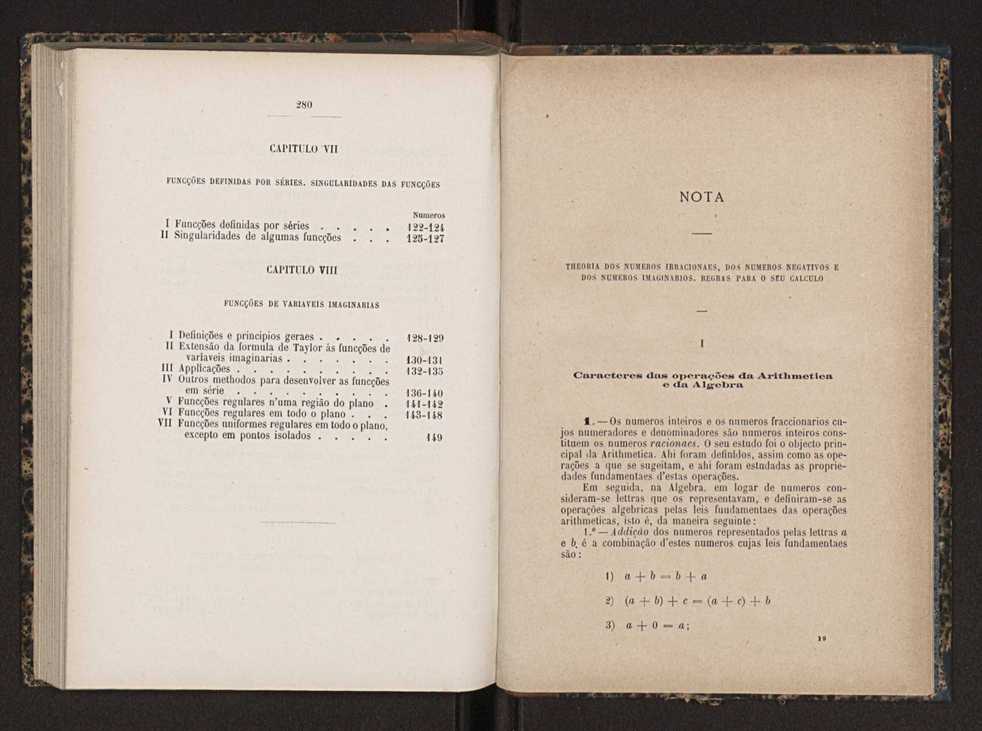 280
CAPITULO VII
FUNCÇÕES DEFINIDAS POR SÉRIES. SINGULARIDADES DAS FUNCÇÕES
Numeros
I Funcções definidas por séries . . . . . 122-124
II Singularidades de algumas funcções . . . 125-127
CAPITULO VIII
FUNCÇÕES DE VARIAVEIS IMAGINARIAS
I Definições e principios geraes . . . . . 128-129
II Extensão da formula de Taylor ás funcções de
variaveis imaginarias . . . . . . . 130-131
III Applicações . . . . . . . . . . 132-135
IV Outros methodos para desenvolver as funcções
em série . . . . . . . . . . 136-140
V Funcções regulares n'uma região do plano . 141-142
VI Funcções regulares em todo o plano . . . 143-148
VII Funcções uniformes regulares em todo o plano,
excepto em pontos isolados . . . . . 149
NOTA
THEORIA DOS NUMEROS IRRACIONAES, DOS NUMEROS NEGATIVOS E
DOS NUMEROS IMAGINARIOS. REGRAS PARA O SEU CALCULO
I
Caracteres das operações da Arithmetica
e da Algebra
1. — Os numeros inteiros e os numeros fraccionarios cu-
jos numeradores e denominadores são numeros inteiros cons-
tituem os numeros racionaes. O seu estudo foi o objecto prin-
cipal da Arithmetica. Ahi foram definidos, assim como as ope-
rações a que se sugeitam, e ahi foram estudadas as proprie-
dades fundamentaes d'estas operações.
Em seguida, na Algebra, em logar de numeros con-
sideram-se lettras que os representavam, e definiram-se as
operações algebricas pelas leis fundamentaes das operações
arithmeticas, isto é, da maneira seguinte:
1.º — Addição dos numeros representados pelas lettras a
e b, é a combinação d'estes numeros cujas leis fundamentaes
são:
1) a + b = b + a
2) (a + b) + c = (a + c) + b
3) a + 0 = a;
19